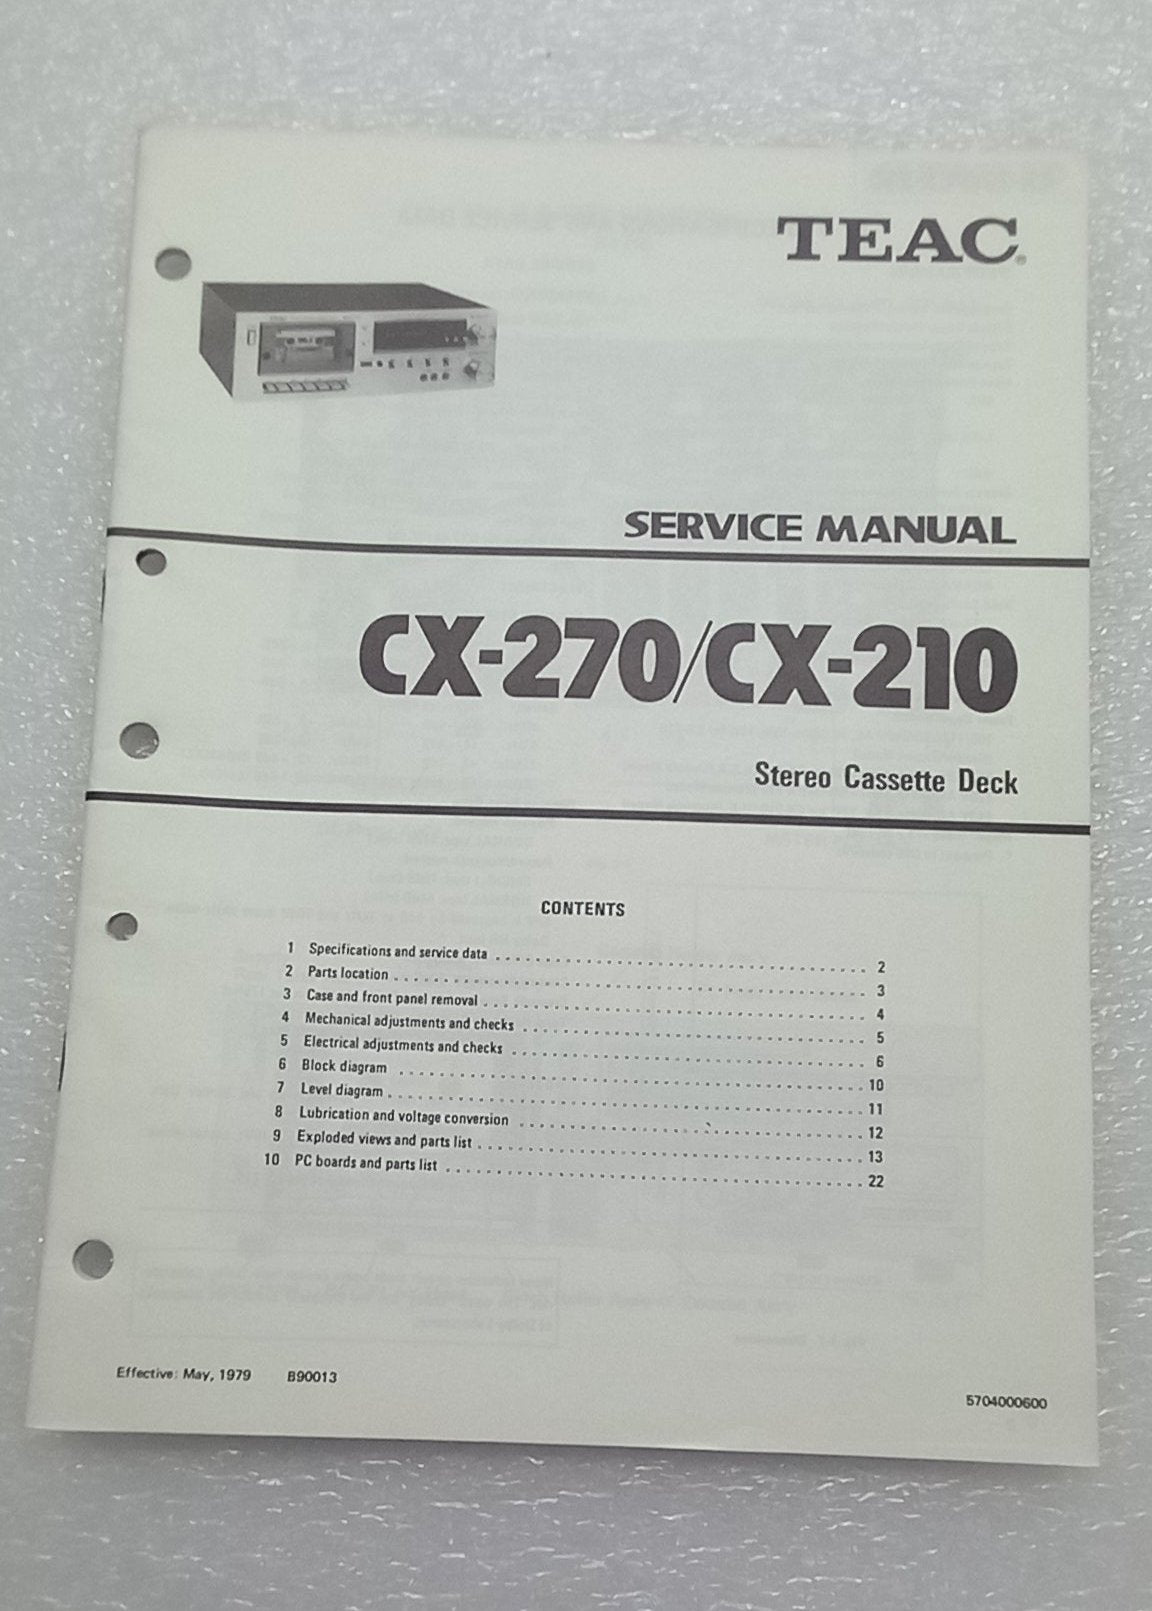 TEAC®
SERVICE MANUAL
CX-270/CX-210
Stereo Cassette Deck
CONTENTS
1 Specifications and service data . . . . . . . . . . . . . . . . . . . . 2
2 Parts location . . . . . . . . . . . . . . . . . . . . 3
3 Case and front panel removal . . . . . . . . . . . . . . . . . . . . 4
4 Mechanical adjustments and checks . . . . . . . . . . . . . . . . . . . . 5
5 Electrical adjustments and checks . . . . . . . . . . . . . . . . . . . . 6
6 Block diagram . . . . . . . . . . . . . . . . . . . . 10
7 Level diagram . . . . . . . . . . . . . . . . . . . . 11
8 Lubrication and voltage conversion . . . . . . . . . . . . . . . . . . . . 12
9 Exploded views and parts list . . . . . . . . . . . . . . . . . . . . 13
10 PC boards and parts list . . . . . . . . . . . . . . . . . . . . 22
Effective: May, 1979 B90013
5704000600